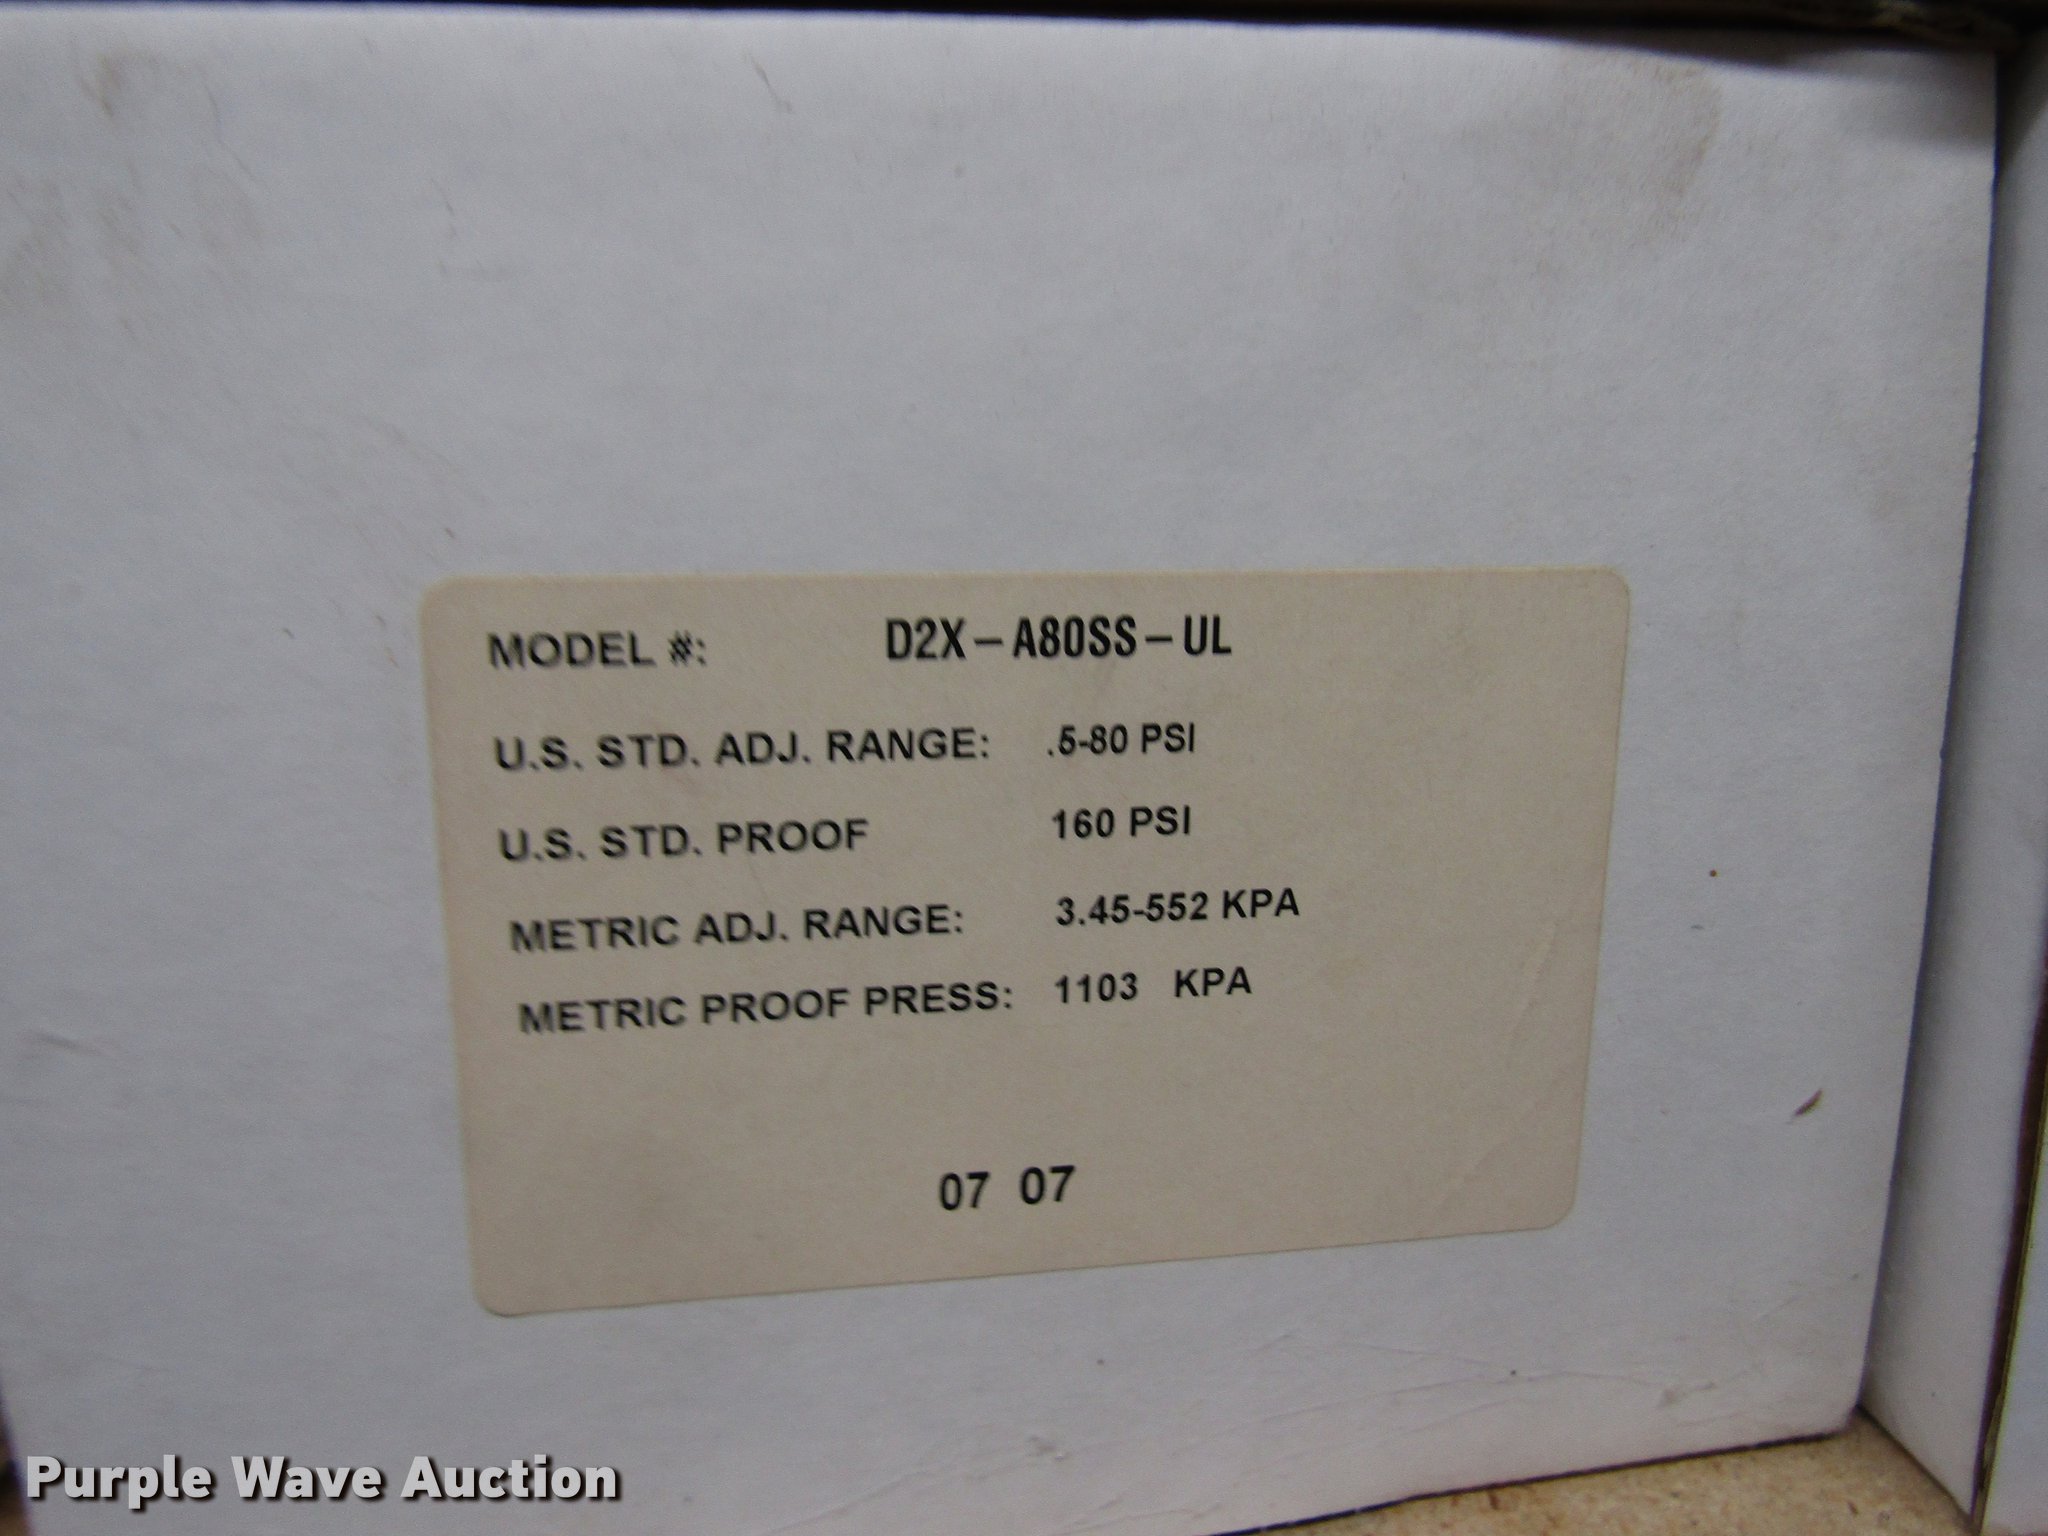 MODEL #: D2X-A80SS-UL
U.S. STD. ADJ. RANGE: .5-80 PSI
U.S. STD. PROOF 160 PSI
METRIC ADJ. RANGE: 3.45-552 KPA
METRIC PROOF PRESS: 1103 KPA
07 07
Purple Wave Auction